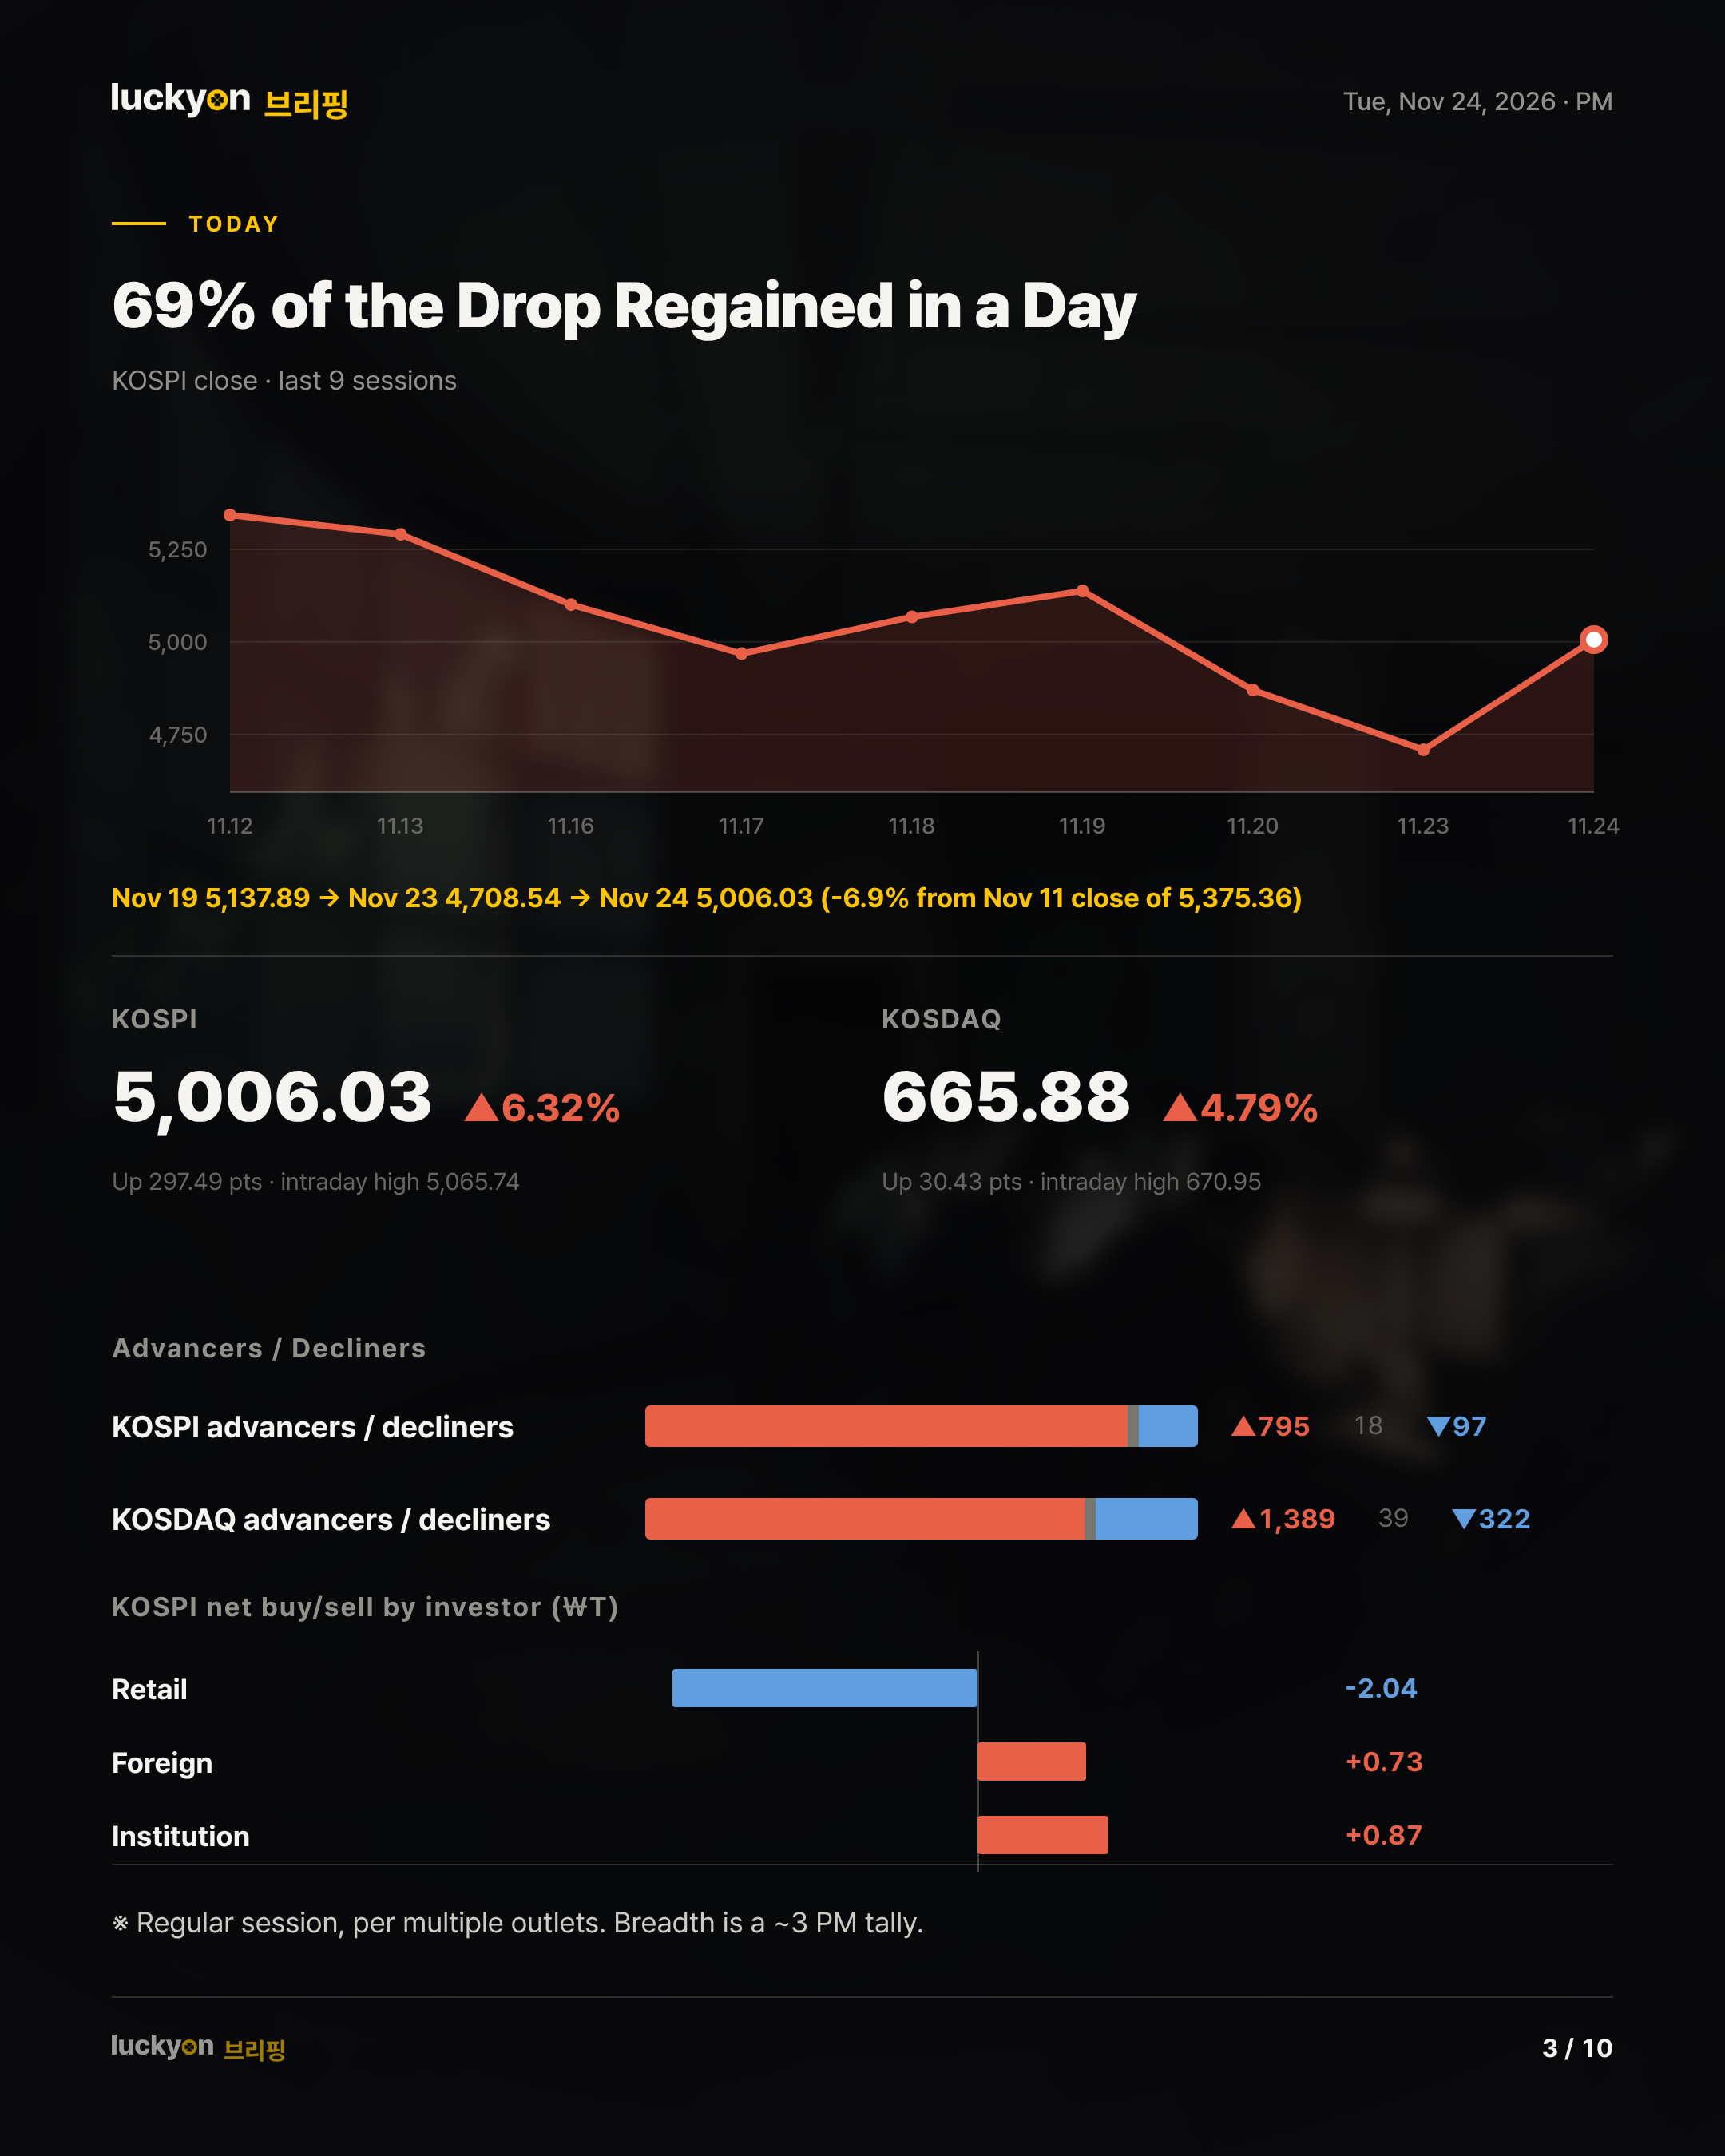 luckyon 브리핑
Tue, Nov 24, 2026 · PM
TODAY
69% of the Drop Regained in a Day
KOSPI close · last 9 sessions
5,250
5,000
4,750
11.12 11.13 11.16 11.17 11.18 11.19 11.20 11.23 11.24
Nov 19 5,137.89 → Nov 23 4,708.54 → Nov 24 5,006.03 (-6.9% from Nov 11 close of 5,375.36)
KOSPI
5,006.03 ▲6.32%
Up 297.49 pts · intraday high 5,065.74
KOSDAQ
665.88 ▲4.79%
Up 30.43 pts · intraday high 670.95
Advancers / Decliners
KOSPI advancers / decliners ▲795 18 ▼97
KOSDAQ advancers / decliners ▲1,389 39 ▼322
KOSPI net buy/sell by investor (₩T)
Retail -2.04
Foreign +0.73
Institution +0.87
※ Regular session, per multiple outlets. Breadth is a ~3 PM tally.
luckyon 브리핑
3 / 10